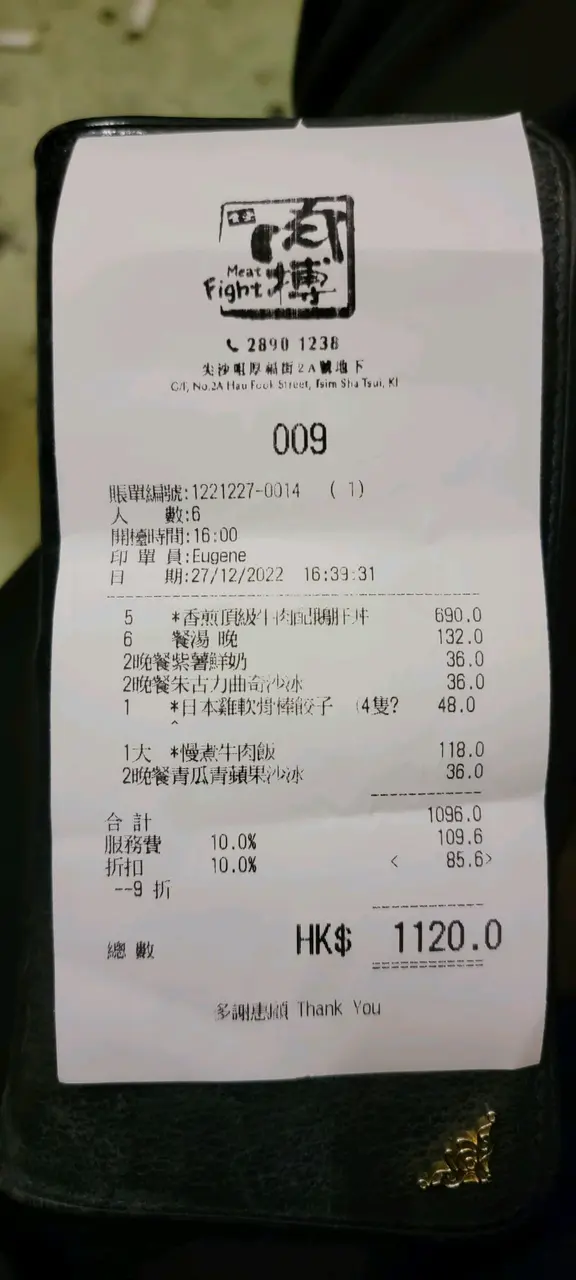 肉搏
Meat
Fight
2890 1238
尖沙咀厚福街2A號地下
G/F, No.2A Hau Fook Street, Tsim Sha Tsui, Kl
009
賬單編號:1221227-0014 ( 1)
人 數:6
開檯時間:16:00
印 單 員:Eugene
日 期:27/12/2022 16:39:31
5 *香煎頂級牛肉配鵝肝丼 690.0
6 餐湯 晚 132.0
2晚餐紫薯鮮奶 36.0
2晚餐朱古力曲奇沙冰 36.0
1 *日本雞軟骨棒餃子 (4隻? 48.0
^
1大 *慢煮牛肉飯 118.0
2晚餐青瓜青蘋果沙冰 36.0
合 計 1096.0
服務費 10.0% 109.6
折扣 10.0% < 85.6>
--9 折
總 數 HK$ 1120.0
多謝惠顧 Thank You